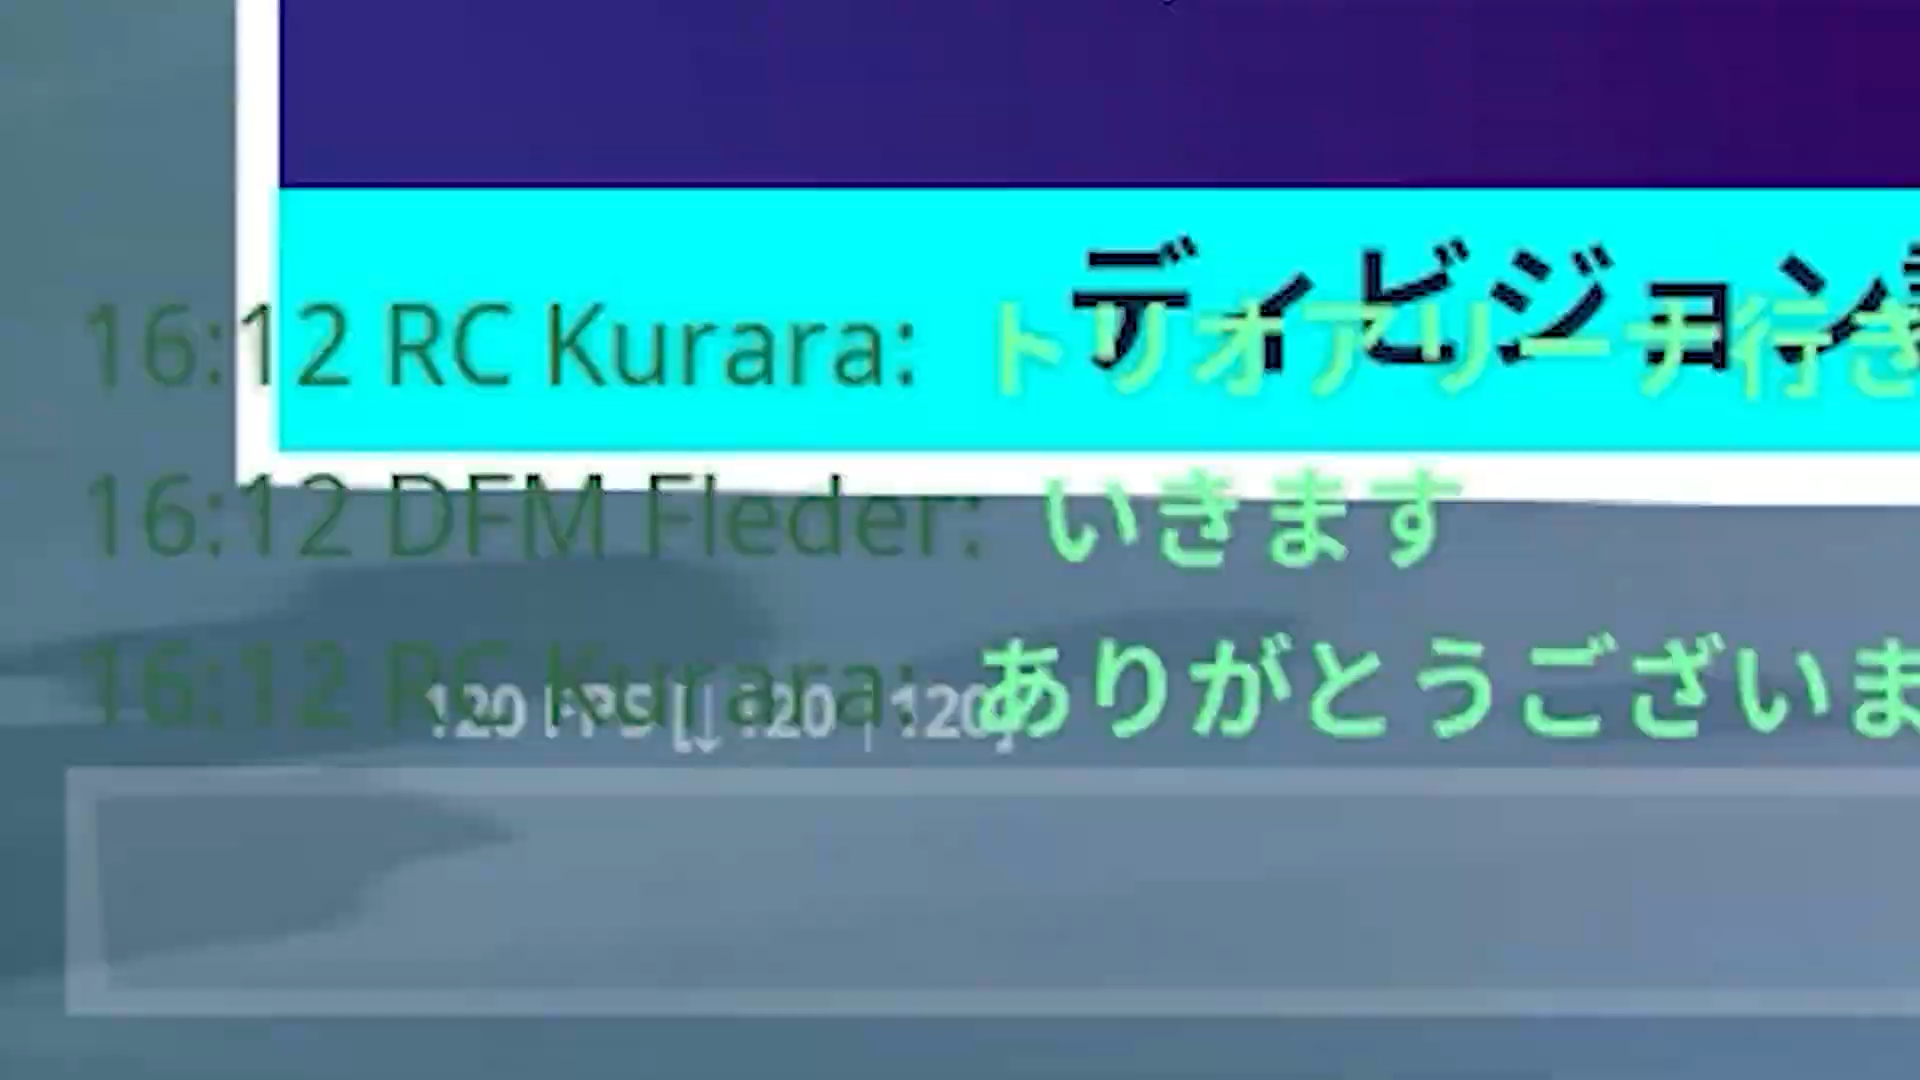 ディビジョン
16:12 RC Kurara: トリオアリーナ行き
16:12 DFM Fleder: いきます
16:12 RC Kurara: ありがとうございま
120 FPS [↓ 120 | 120]